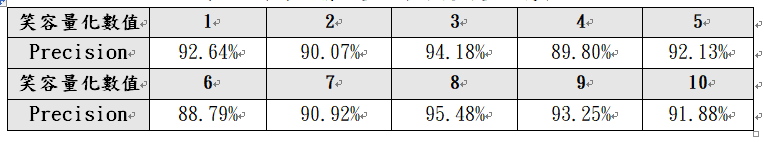 笑容量化數值 1 2 3 4 5
Precision 92.64% 90.07% 94.18% 89.80% 92.13%
笑容量化數值 6 7 8 9 10
Precision 88.79% 90.92% 95.48% 93.25% 91.88%